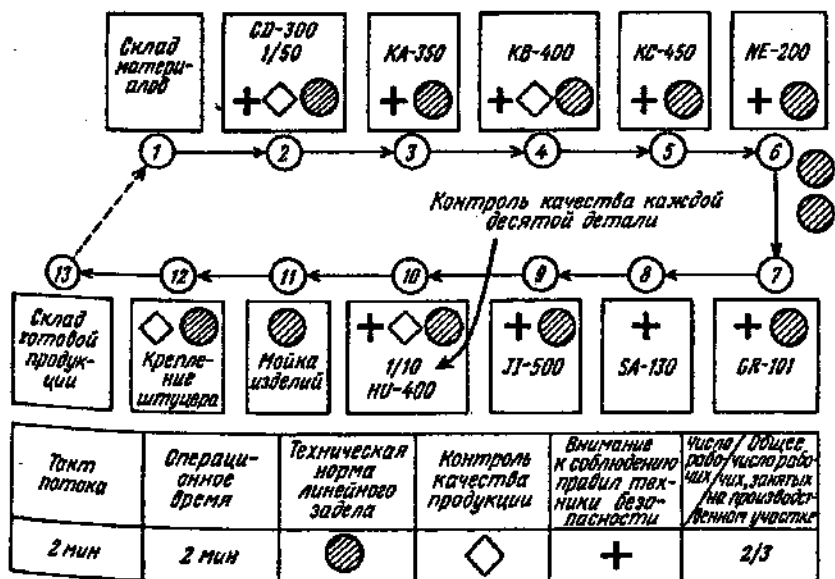 Склад
матери-
алов
CD-300
1/50
KA-350
KB-400
KC-450
NE-200
1
2
3
4
5
6
Контроль качества каждой
десятой детали
13
12
11
10
9
8
7
Склад
готовой
продук-
ции
Крепле-
ние
штуцера
Мойка
изделий
1/10
HU-400
JI-500
SA-130
GR-101
Такт
потока
Операци-
онное
время
Техническая
норма
линейного
задела
Контроль
качества
продукции
Внимание
к соблюдению
правил тех-
ники безо-
пасности
Число / Общее
рабо- / число рабо-
чих / чих, занятых
/ на производст-
венном участке
2 мин
2 мин
2/3